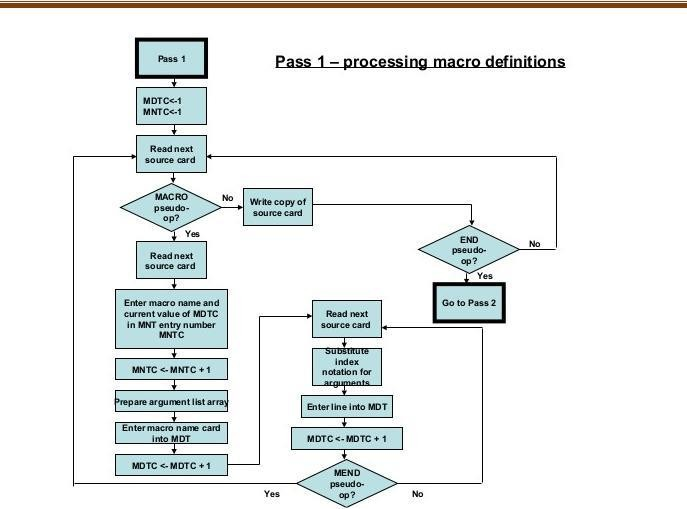 Pass 1 – processing macro definitions
Pass 1
MDTC<-1
MNTC<-1
Read next
source card
MACRO
pseudo-
op?
No
Write copy of
source card
Yes
END
pseudo-
op?
No
Yes
Go to Pass 2
Read next
source card
Enter macro name and
current value of MDTC
in MNT entry number
MNTC
MNTC <- MNTC + 1
Prepare argument list array
Enter macro name card
into MDT
MDTC <- MDTC + 1
Read next
source card
Substitute
index
notation for
arguments
Enter line into MDT
MDTC <- MDTC + 1
MEND
pseudo-
op?
Yes
No